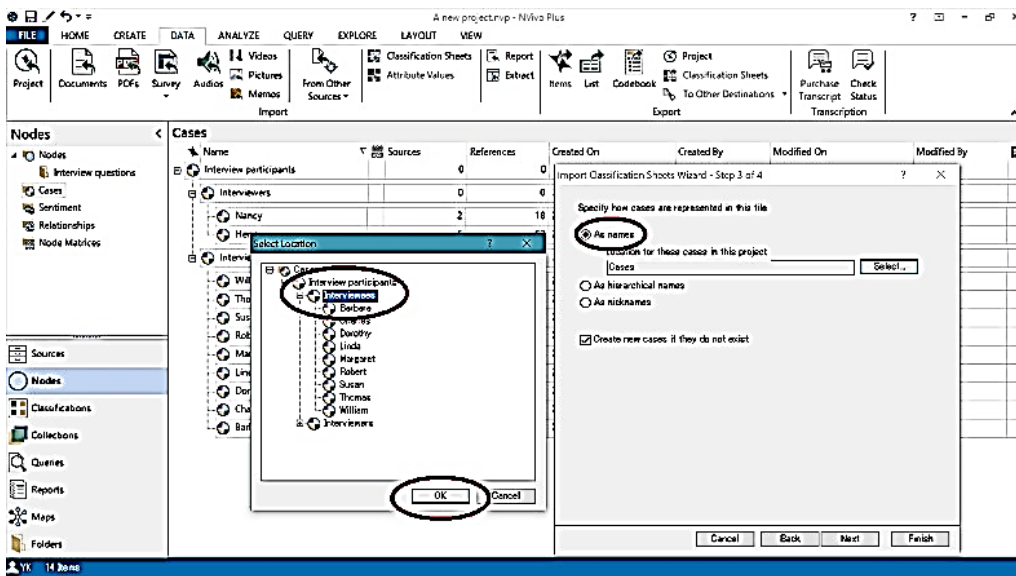 A new project.nvp - NVivo Plus
FILE HOME CREATE DATA ANALYZE QUERY EXPLORE LAYOUT VIEW
Project
Documents
PDFs
Survey
Audios
Videos
Pictures
Memos
From Other Sources
Import
Classification Sheets
Attribute Values
Report
Extract
Items
List
Codebook
Project
Classification Sheets
To Other Destinations
Export
Purchase Transcript
Check Status
Transcription
Nodes
Nodes
Interview questions
Cases
Sentiment
Relationships
Node Matrices
Sources
Nodes
Classifications
Collections
Queries
Reports
Maps
Folders
Cases
Name Sources References Created On Created By Modified On Modified By
Interview participants 0 0
Interviewers 0 0
Nancy 2 18
Select Location ? X
Interview participants
Interviewees
Barbara
Charles
Dorothy
Linda
Margaret
Robert
Susan
Thomas
William
Interviewers
OK Cancel
Import Classification Sheets Wizard - Step 3 of 4 ? X
Specify how cases are represented in this file
As names
Location for these cases in this project
Cases Select...
As hierarchical names
As nicknames
Create new cases if they do not exist
Cancel Back Next Finish
YK 14 Items